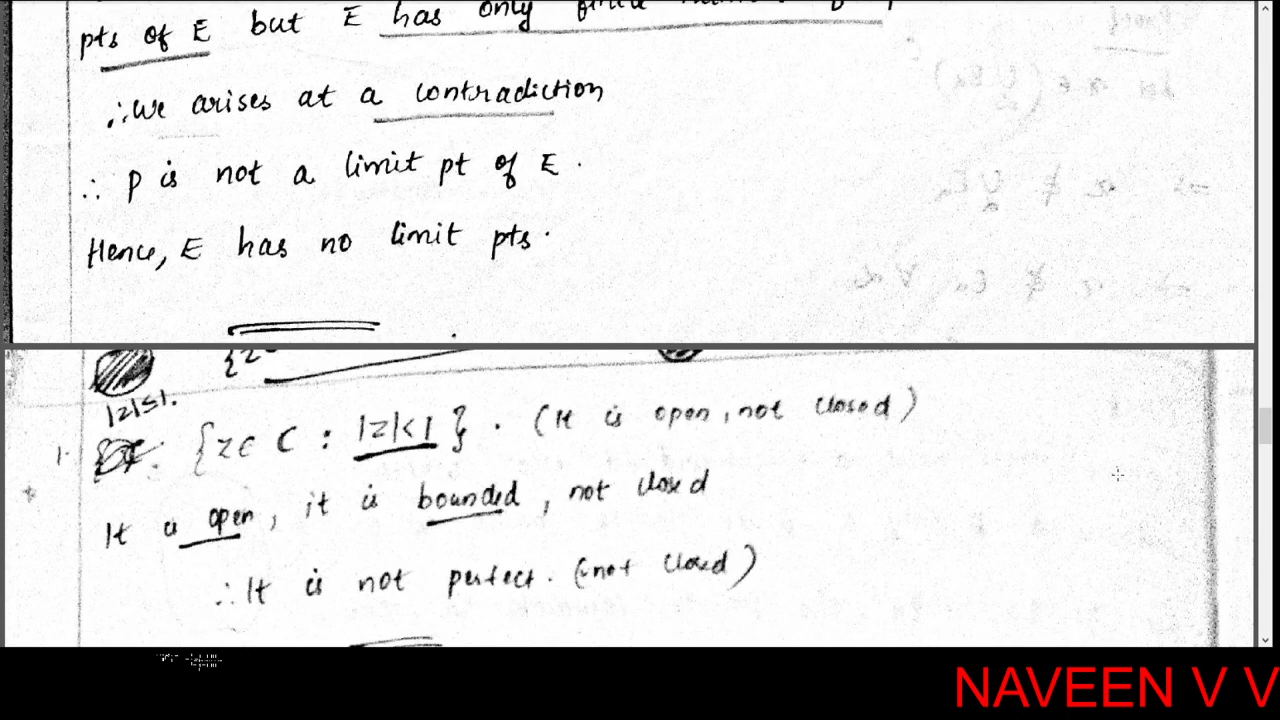 pts of E but E has only finite
∴ We arises at a contradiction
∴ p is not a limit pt of E.
Hence, E has no limit pts.
|z|≤1.
1. {z ∈ C : |z|<1}. (It is open, not closed)
It is open, it is bounded, not closed
∴ It is not perfect. (∵ not closed)
NAVEEN V V